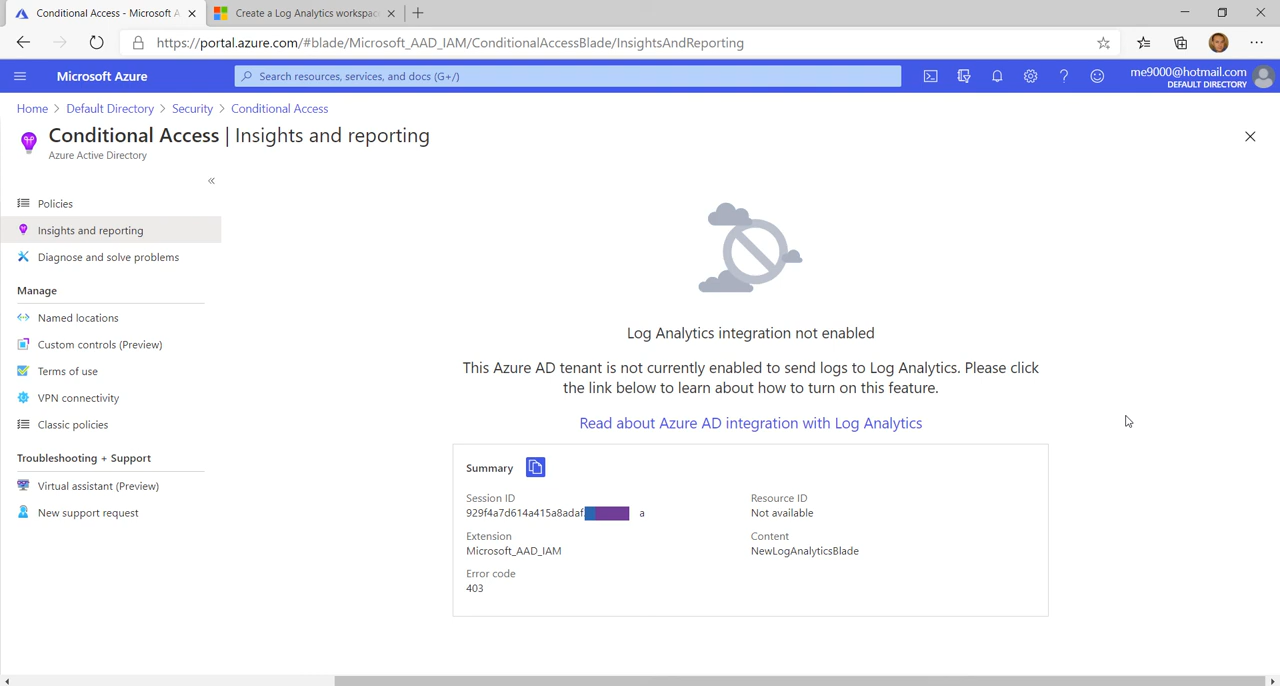 Conditional Access - Microsoft A
Create a Log Analytics workspac
https://portal.azure.com/#blade/Microsoft_AAD_IAM/ConditionalAccessBlade/InsightsAndReporting
Microsoft Azure
Search resources, services, and docs (G+/)
me9000@hotmail.com
DEFAULT DIRECTORY
Home > Default Directory > Security > Conditional Access
Conditional Access | Insights and reporting
Azure Active Directory
«
Policies
Insights and reporting
Diagnose and solve problems
Manage
Named locations
Custom controls (Preview)
Terms of use
VPN connectivity
Classic policies
Troubleshooting + Support
Virtual assistant (Preview)
New support request
Log Analytics integration not enabled
This Azure AD tenant is not currently enabled to send logs to Log Analytics. Please click
the link below to learn about how to turn on this feature.
Read about Azure AD integration with Log Analytics
Summary
Session ID
929f4a7d614a415a8adaf a
Resource ID
Not available
Extension
Microsoft_AAD_IAM
Content
NewLogAnalyticsBlade
Error code
403